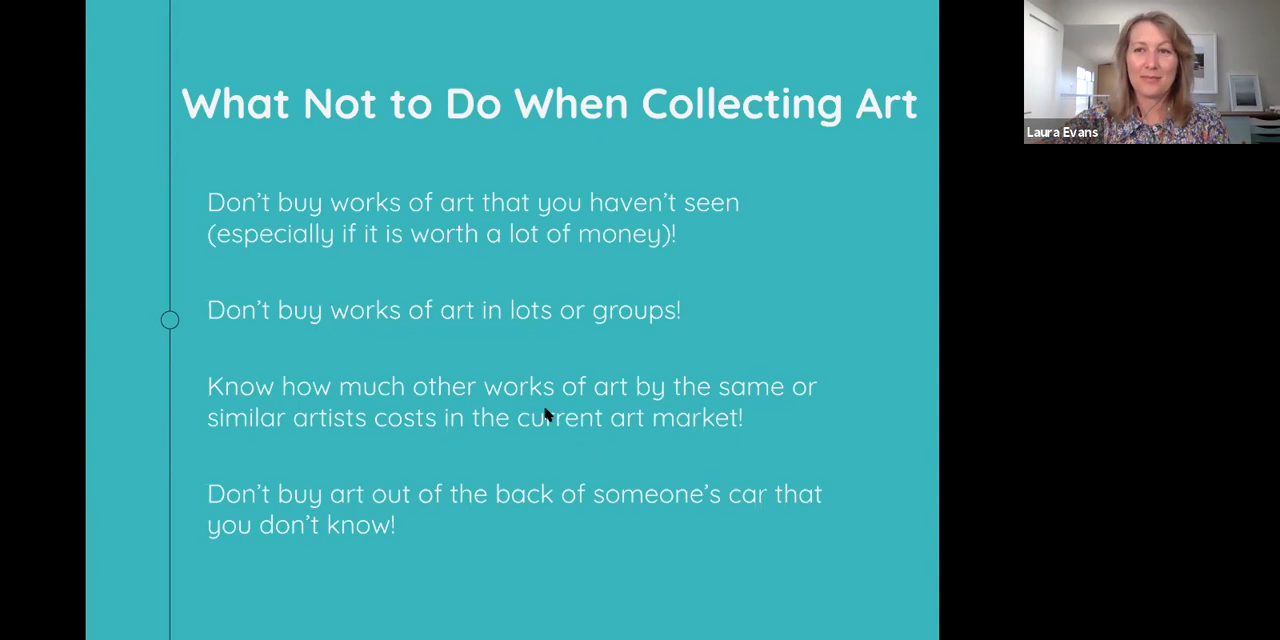 What Not to Do When Collecting Art
Don't buy works of art that you haven't seen
(especially if it is worth a lot of money)!
Don't buy works of art in lots or groups!
Know how much other works of art by the same or
similar artists costs in the current art market!
Don't buy art out of the back of someone's car that
you don't know!
Laura Evans